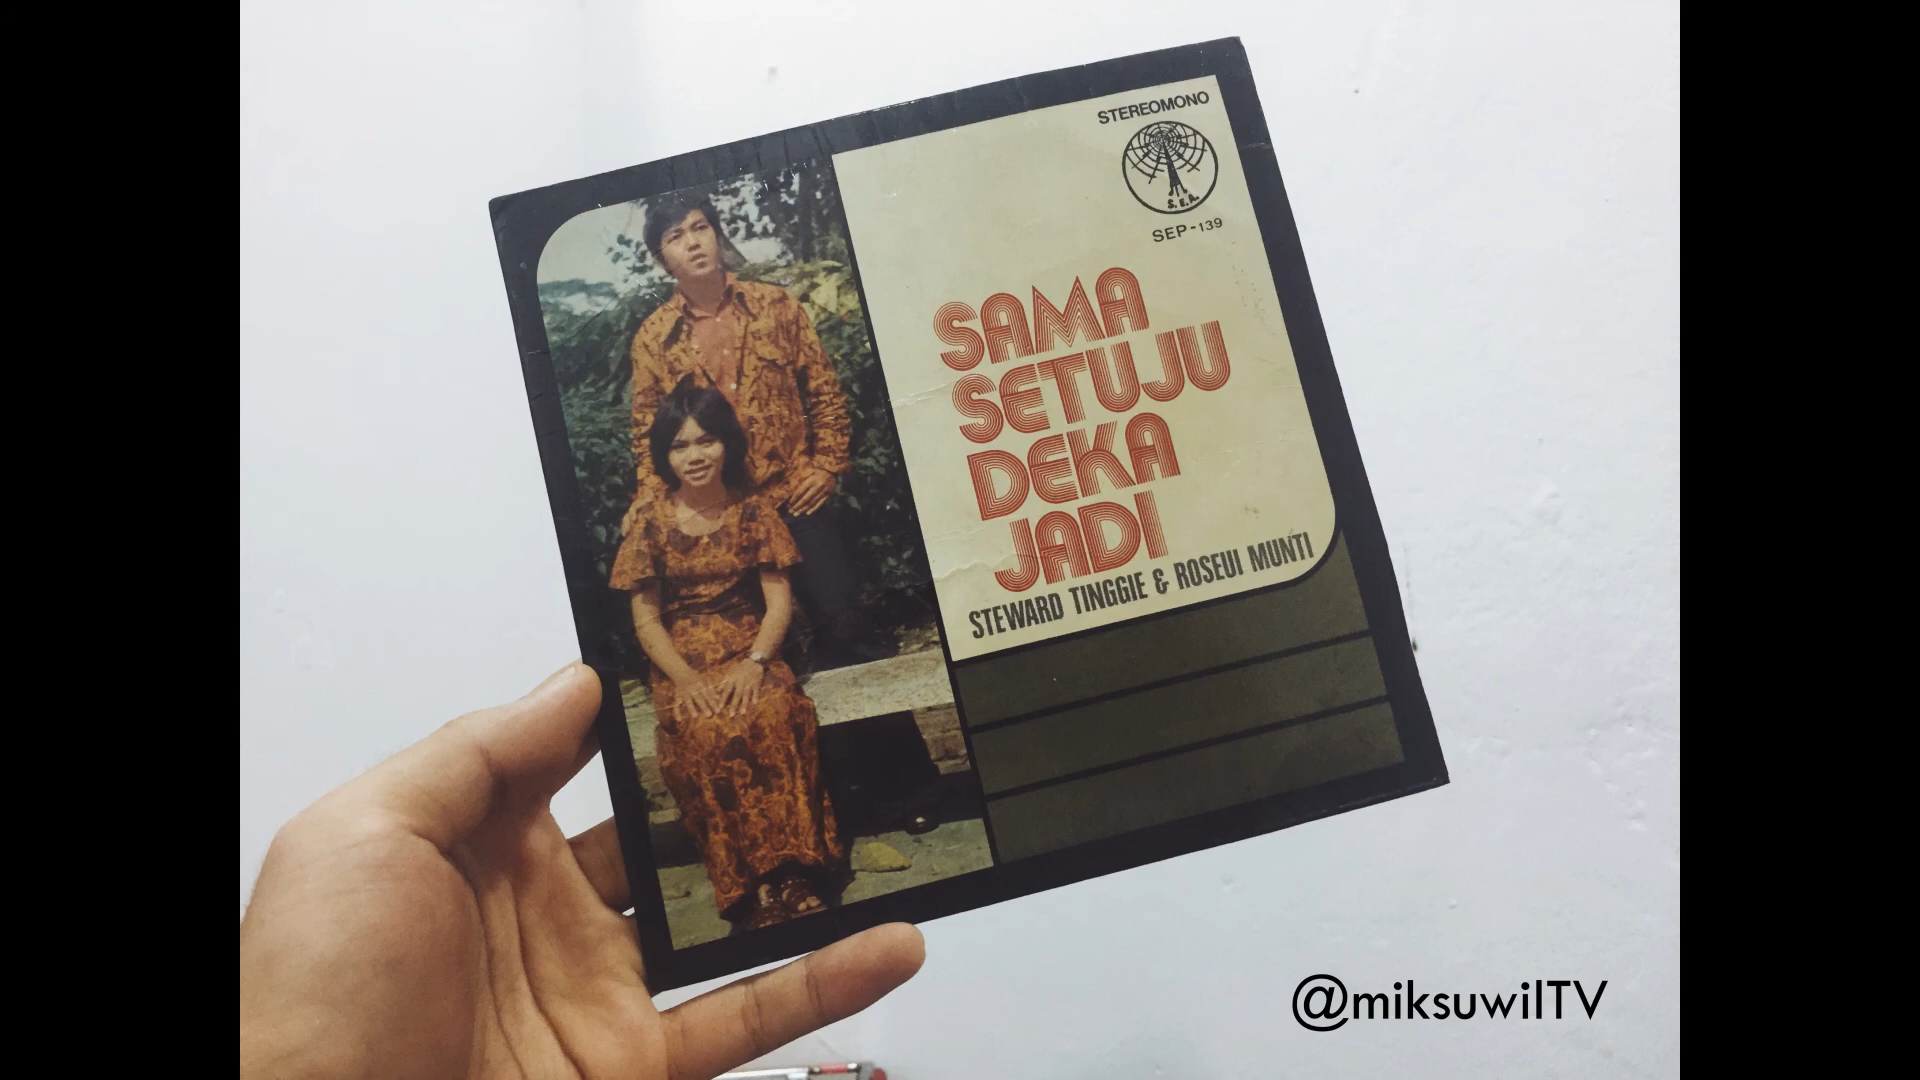 STEREOMONO
S.E.A.
SEP-139
SAMA
SETUJU
DEKA
JADI
STEWARD TINGGIE & ROSEUI MUNTI
@miksuwilTV